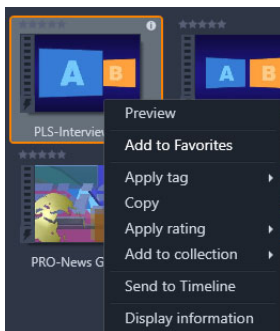 A
B
A
B
PLS-Interview
Preview
Add to Favorites
Apply tag
Copy
PRO-News G
Apply rating
Add to collection
Send to Timeline
Display information